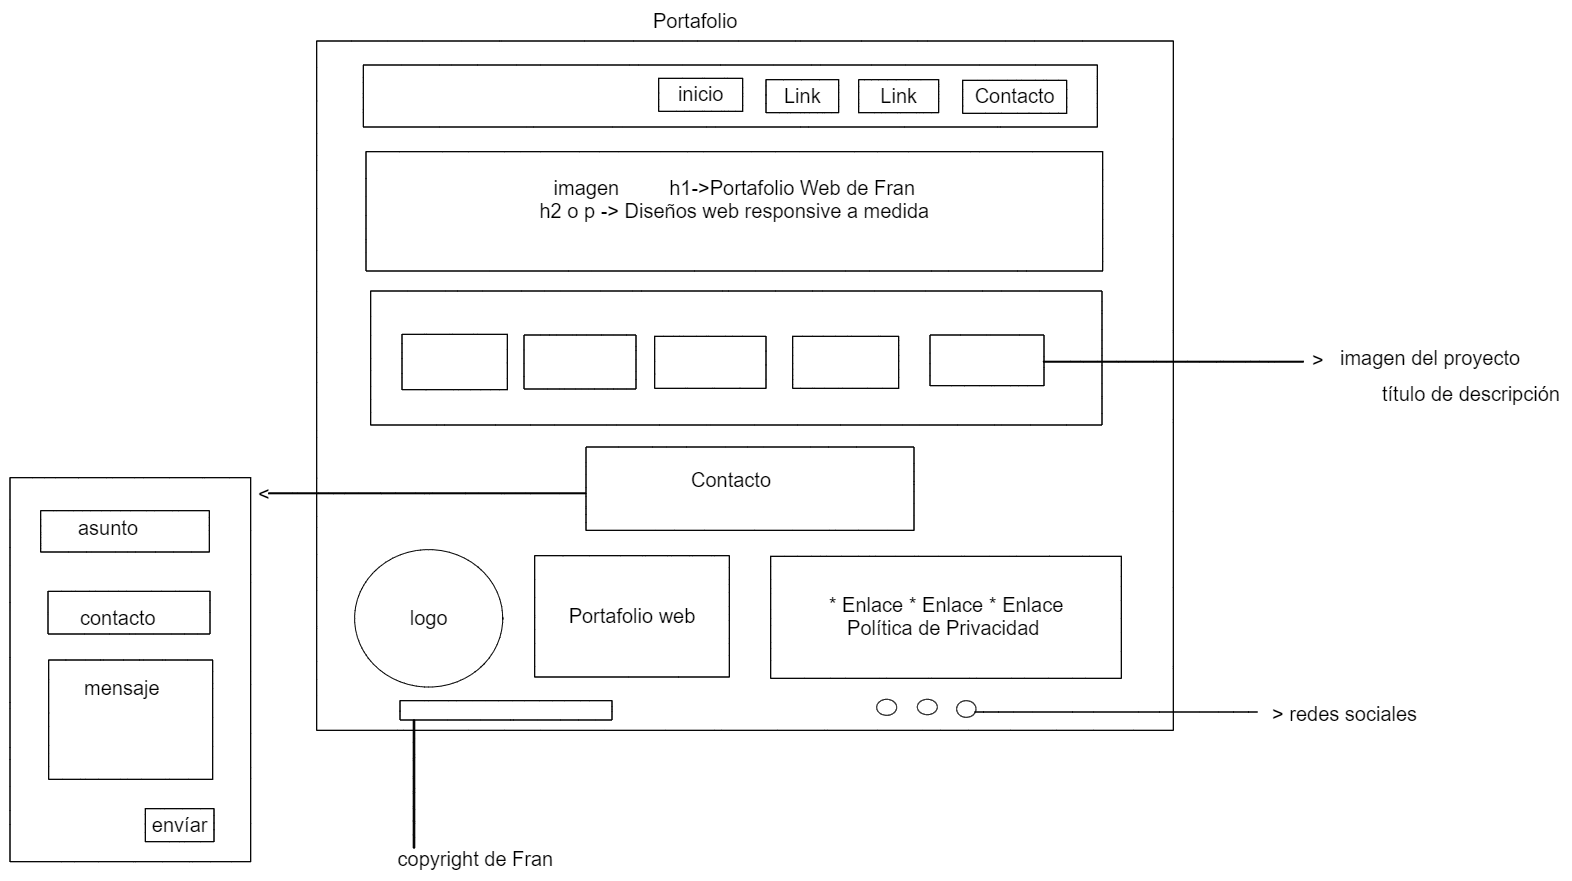 Portafolio
inicio
Link
Link
Contacto
imagen h1->Portafolio Web de Fran
h2 o p -> Diseños web responsive a medida
> imagen del proyecto
título de descripción
Contacto
<
asunto
contacto
mensaje
envíar
logo
Portafolio web
* Enlace * Enlace * Enlace
Política de Privacidad
> redes sociales
copyright de Fran